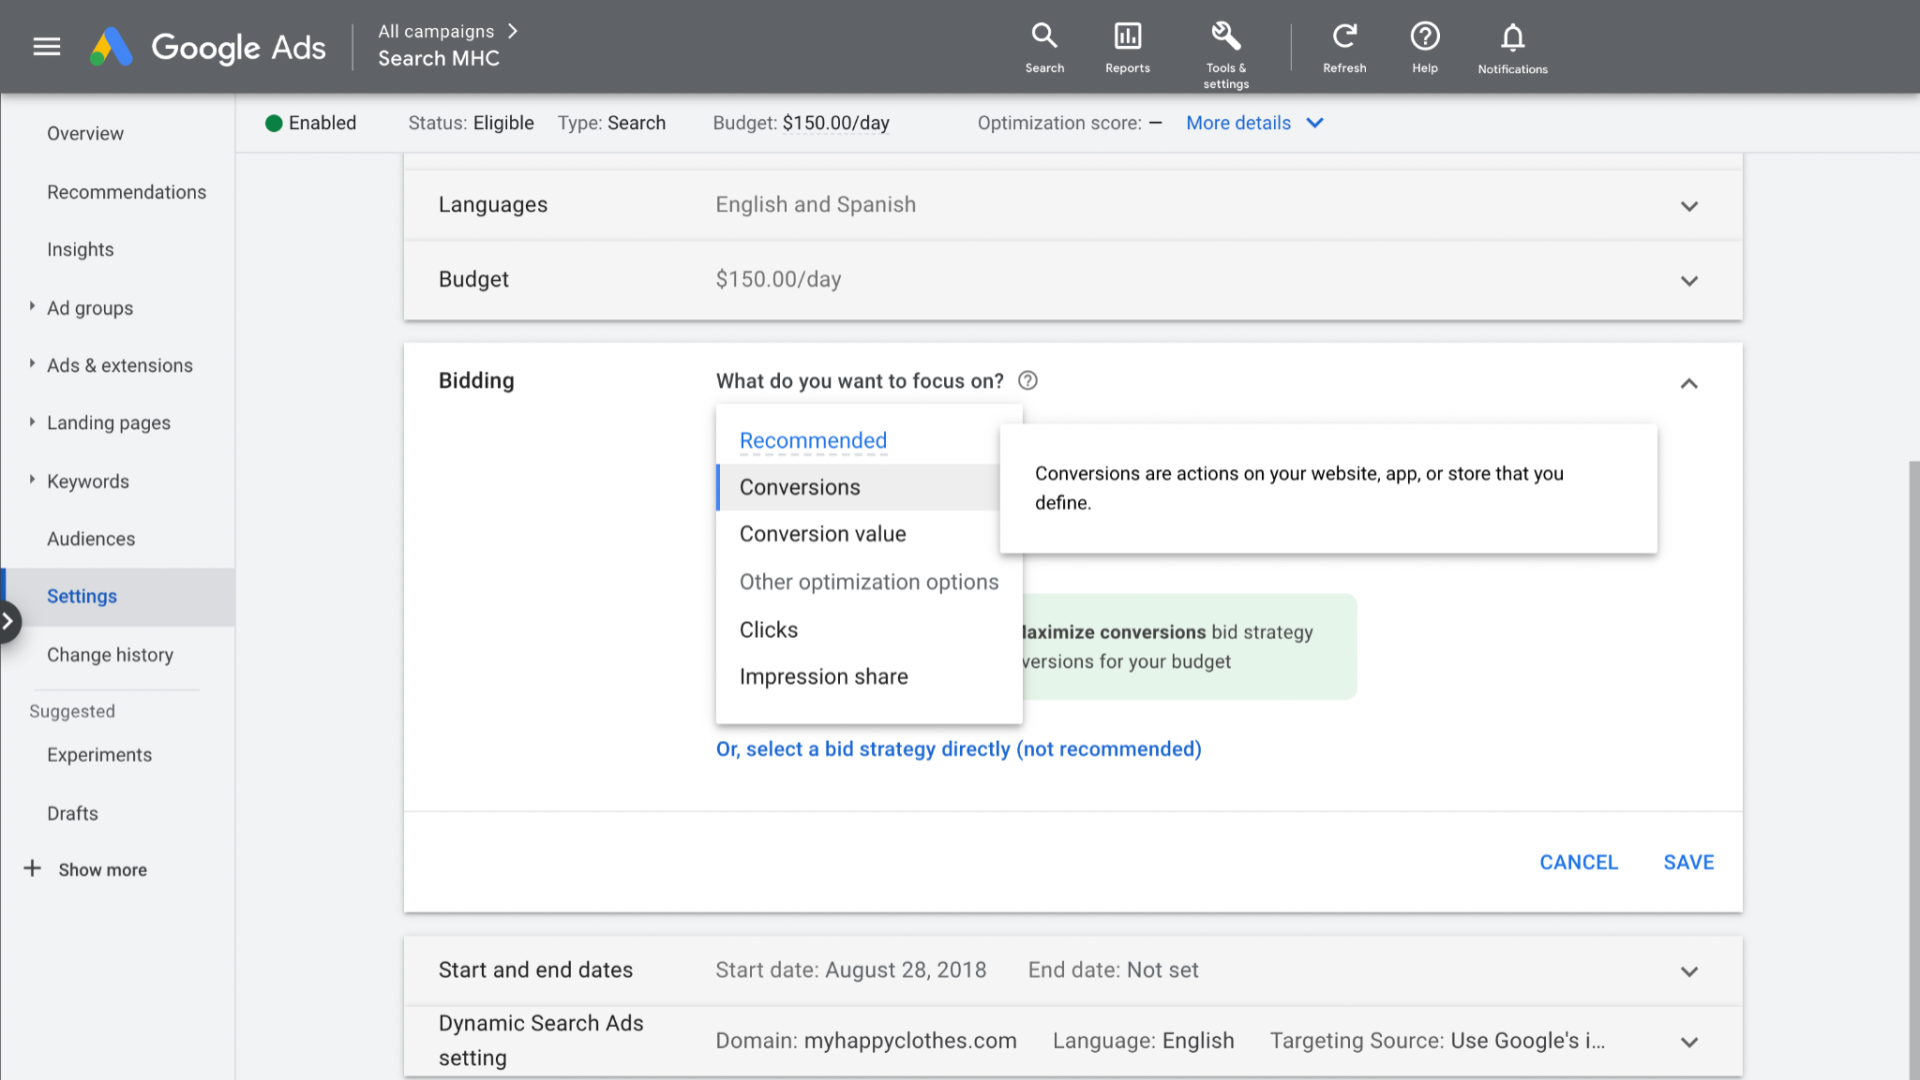 Google Ads
All campaigns
Search MHC
Search
Reports
Tools &
settings
Refresh
Help
Notifications
Enabled
Status: Eligible
Type: Search
Budget: $150.00/day
Optimization score: –
More details
Overview
Recommendations
Insights
Ad groups
Ads & extensions
Landing pages
Keywords
Audiences
Settings
Change history
Suggested
Experiments
Drafts
+ Show more
Languages
English and Spanish
Budget
$150.00/day
Bidding
What do you want to focus on?
Recommended
Conversions
Conversion value
Other optimization options
Clicks
Impression share
Conversions are actions on your website, app, or store that you
define.
conversions bid strategy
for your budget
Or, select a bid strategy directly (not recommended)
CANCEL
SAVE
Start and end dates
Start date: August 28, 2018
End date: Not set
Dynamic Search Ads
setting
Domain: myhappyclothes.com
Language: English
Targeting Source: Use Google's i...